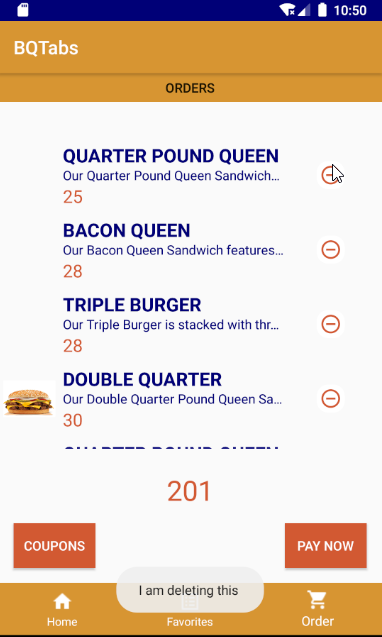 10:50
BQTabs
ORDERS
QUARTER POUND QUEEN
Our Quarter Pound Queen Sandwich...
25
BACON QUEEN
Our Bacon Queen Sandwich features...
28
TRIPLE BURGER
Our Triple Burger is stacked with thr...
28
DOUBLE QUARTER
Our Double Quarter Pound Queen Sa...
30
201
COUPONS
PAY NOW
I am deleting this
Home
Favorites
Order